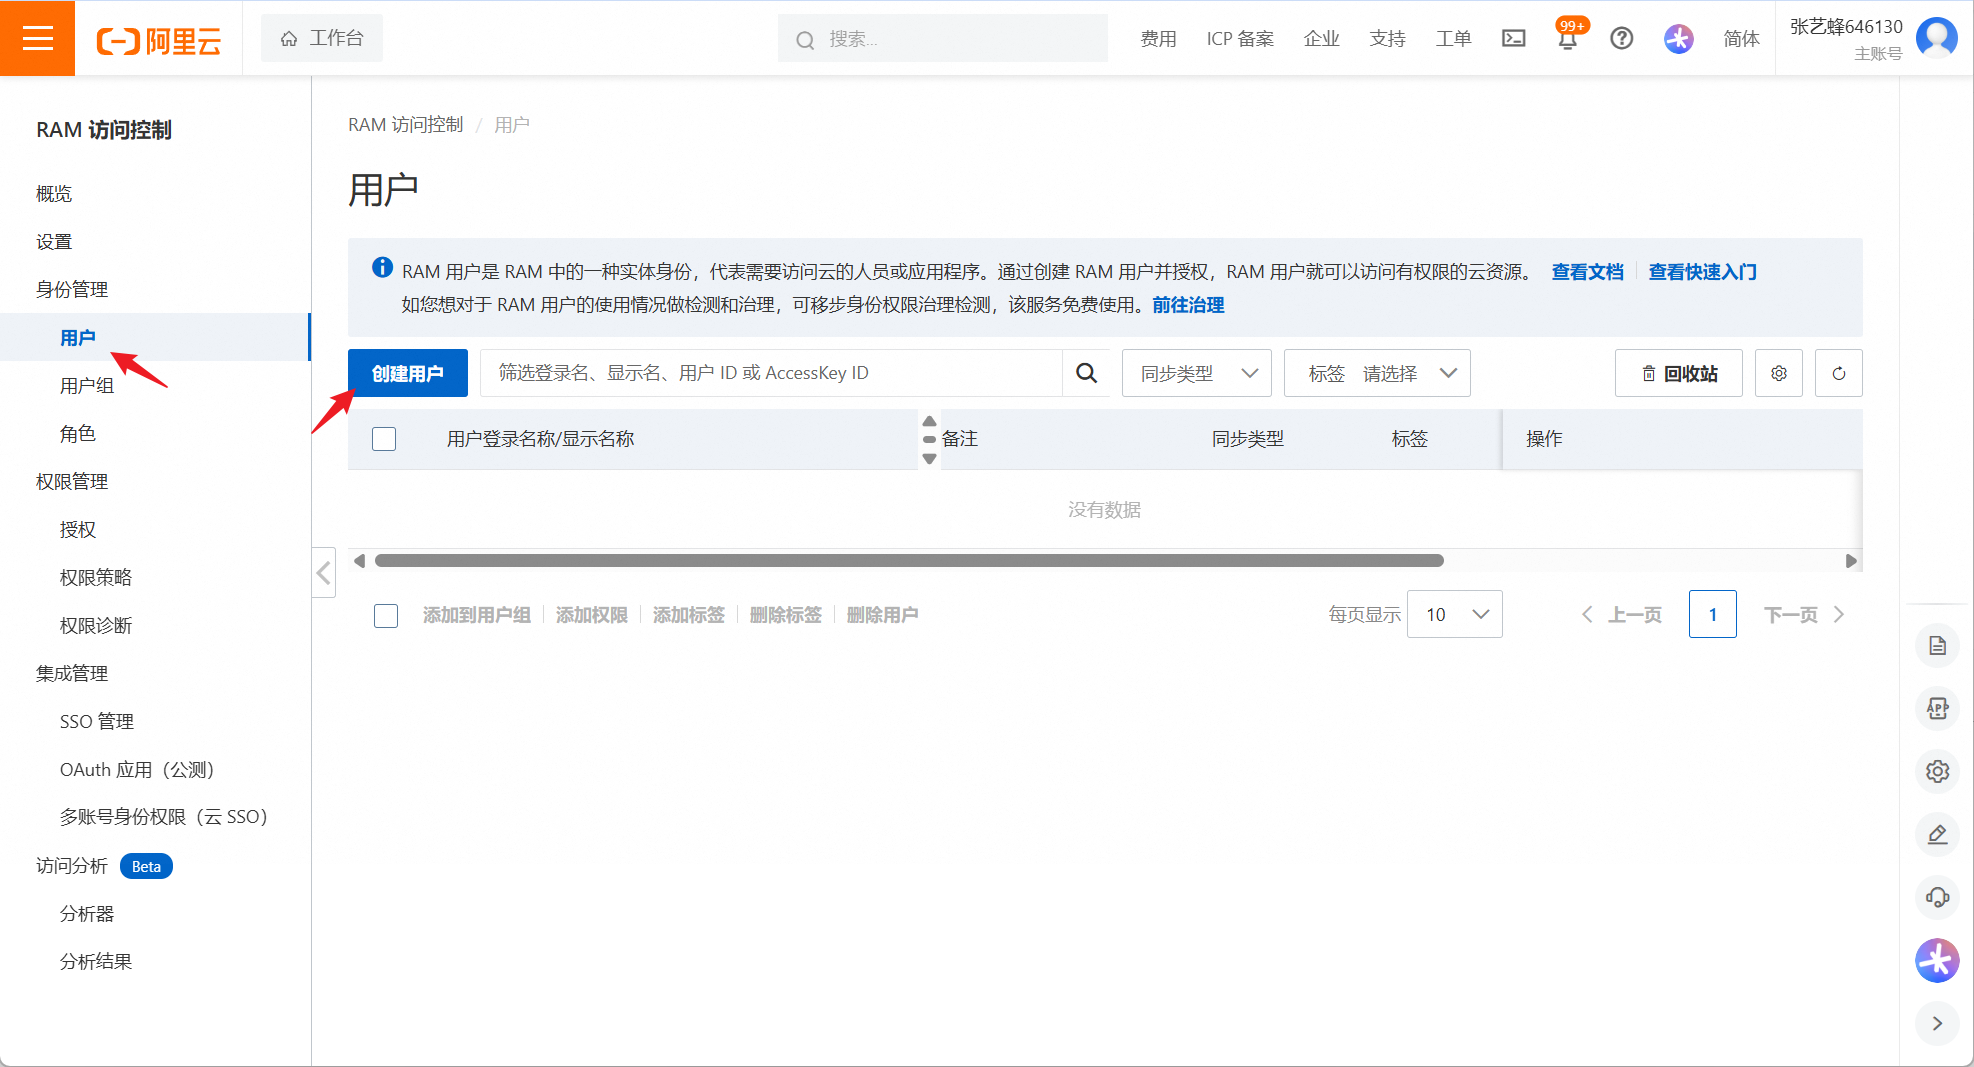 阿里云
工作台
搜索...
费用
ICP 备案
企业
支持
工单
99+
简体
张艺蜂646130
主账号
RAM 访问控制
概览
设置
身份管理
用户
用户组
角色
权限管理
授权
权限策略
权限诊断
集成管理
SSO 管理
OAuth 应用（公测）
多账号身份权限（云 SSO）
访问分析 Beta
分析器
分析结果
RAM 访问控制 / 用户
用户
RAM 用户是 RAM 中的一种实体身份，代表需要访问云的人员或应用程序。通过创建 RAM 用户并授权，RAM 用户就可以访问有权限的云资源。 查看文档 查看快速入门
如您想对于 RAM 用户的使用情况做检测和治理，可移步身份权限治理检测，该服务免费使用。前往治理
创建用户
筛选登录名、显示名、用户 ID 或 AccessKey ID
同步类型
标签 请选择
回收站
用户登录名称/显示名称
备注
同步类型
标签
操作
没有数据
添加到用户组
添加权限
添加标签
删除标签
删除用户
每页显示 10
上一页
1
下一页
APP